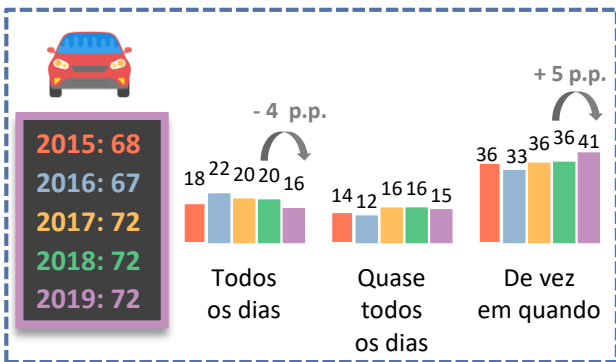 2015: 68
2016: 67
2017: 72
2018: 72
2019: 72
- 4 p.p.
18 22 20 20 16
Todos
os dias
14 12 16 16 15
Quase
todos
os dias
+ 5 p.p.
36 33 36 36 41
De vez
em quando